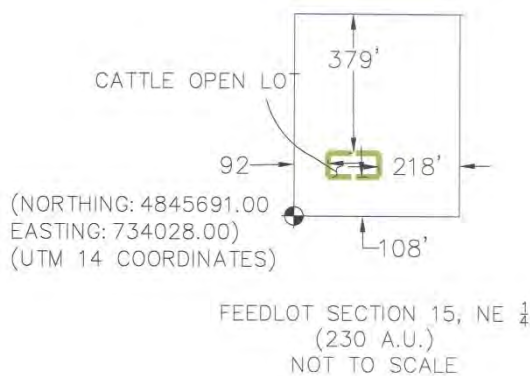 379'
CATTLE OPEN LOT
92
218'
(NORTHING: 4845691.00
EASTING: 734028.00)
(UTM 14 COORDINATES)
108'
FEEDLOT SECTION 15, NE 1/4
(230 A.U.)
NOT TO SCALE